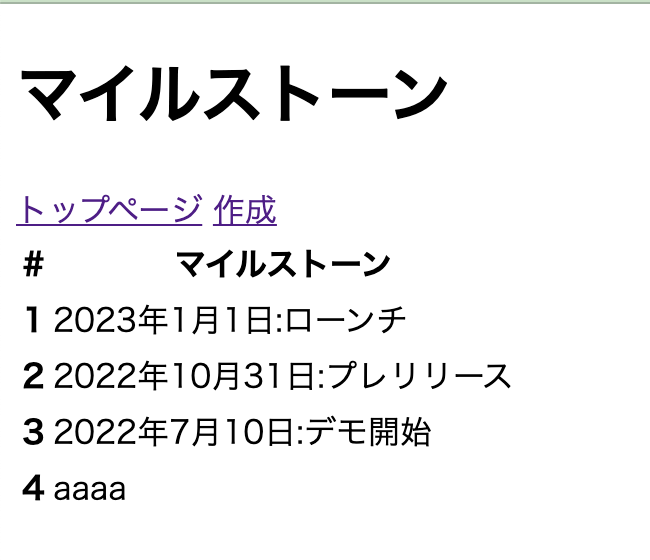 マイルストーン
トップページ 作成
# マイルストーン
1 2023年1月1日:ローンチ
2 2022年10月31日:プレリリース
3 2022年7月10日:デモ開始
4 aaaa